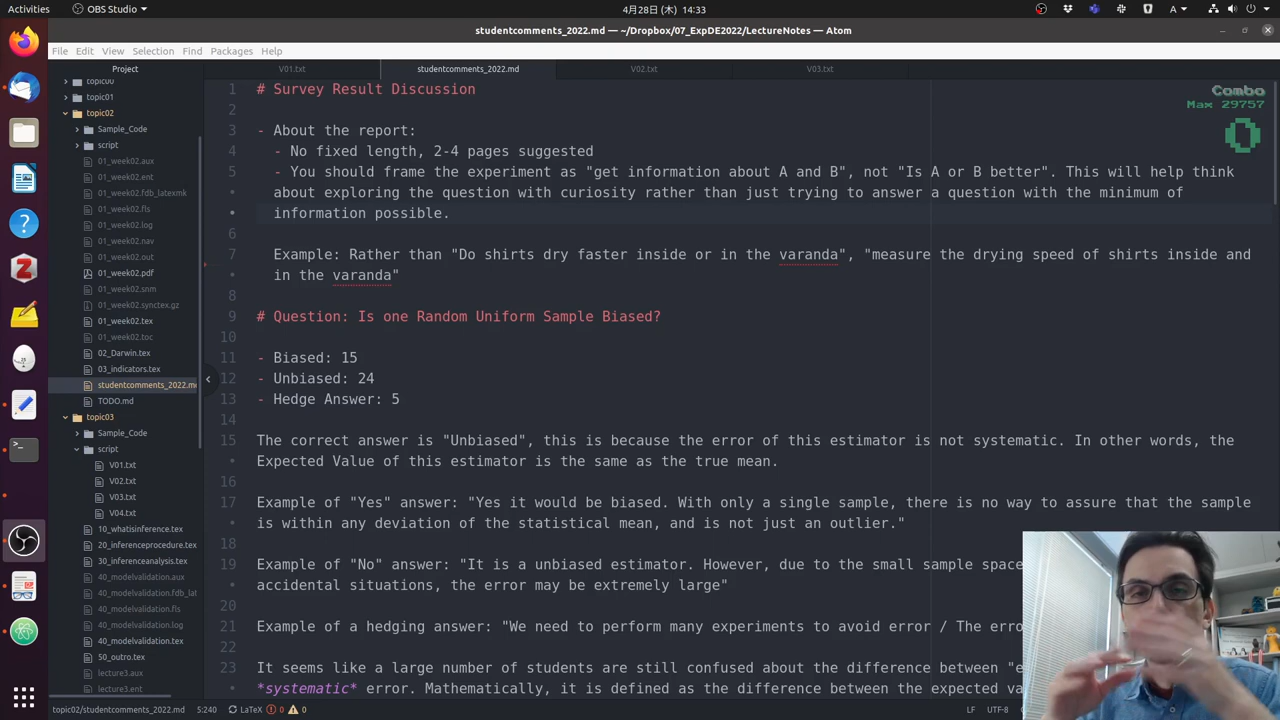 Activities
OBS Studio
4月28日 (木) 14:33
A
studentcomments_2022.md — ~/Dropbox/07_ExpDE2022/LectureNotes — Atom
File Edit View Selection Find Packages Help
Project
V01.txt
studentcomments_2022.md
V02.txt
V03.txt
topic00
topic01
topic02
Sample_Code
script
01_week02.aux
01_week02.ent
01_week02.fdb_latexmk
01_week02.fls
01_week02.log
01_week02.nav
01_week02.out
01_week02.pdf
01_week02.snm
01_week02.synctex.gz
01_week02.tex
01_week02.toc
02_Darwin.tex
03_indicators.tex
studentcomments_2022.md
TODO.md
topic03
Sample_Code
script
V01.txt
V02.txt
V03.txt
V04.txt
10_whatisinference.tex
20_inferenceprocedure.tex
30_inferenceanalysis.tex
40_modelvalidation.aux
40_modelvalidation.fdb_lat
40_modelvalidation.fls
40_modelvalidation.log
40_modelvalidation.tex
50_outro.tex
lecture3.aux
lecture3.ent
1 # Survey Result Discussion
2
3 - About the report:
4 - No fixed length, 2-4 pages suggested
5 - You should frame the experiment as "get information about A and B", not "Is A or B better". This will help think
about exploring the question with curiosity rather than just trying to answer a question with the minimum of
information possible.
6
7 Example: Rather than "Do shirts dry faster inside or in the varanda", "measure the drying speed of shirts inside and
in the varanda"
8
9 # Question: Is one Random Uniform Sample Biased?
10
11 - Biased: 15
12 - Unbiased: 24
13 - Hedge Answer: 5
14
15 The correct answer is "Unbiased", this is because the error of this estimator is not systematic. In other words, the
Expected Value of this estimator is the same as the true mean.
16
17 Example of "Yes" answer: "Yes it would be biased. With only a single sample, there is no way to assure that the sample
is within any deviation of the statistical mean, and is not just an outlier."
18
19 Example of "No" answer: "It is a unbiased estimator. However, due to the small sample space
accidental situations, the error may be extremely large"
20
21 Example of a hedging answer: "We need to perform many experiments to avoid error / The erro
22
23 It seems like a large number of students are still confused about the difference between "e
*systematic* error. Mathematically, it is defined as the difference between the expected va
Combo
Max 29757
0
topic02/studentcomments_2022.md 5:240
LaTeX
0
0
LF UTF-8